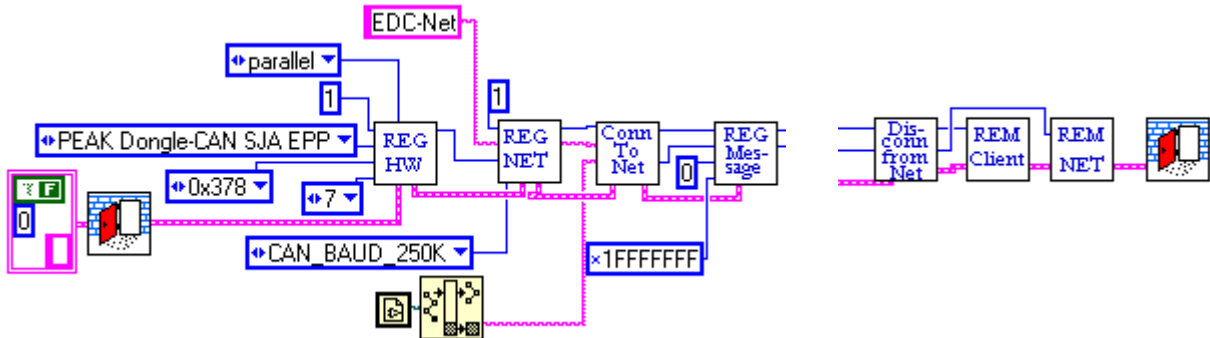 EDC-Net
parallel
1
1
PEAK Dongle-CAN SJA EPP
REG
HW
REG
NET
Conn
To
Net
REG
Mes-
sage
Dis-
conn
from
Net
REM
Client
REM
NET
0x378
7
0
F
0
CAN_BAUD_250K
×1FFFFFFF